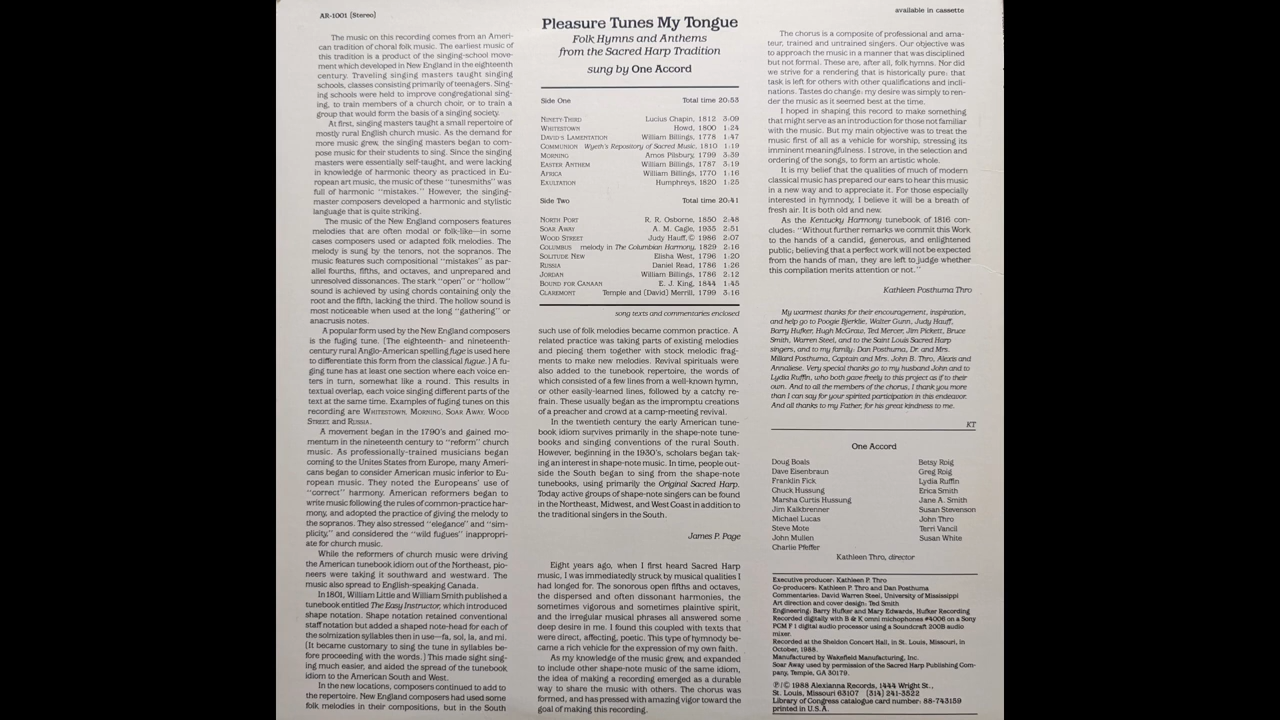 AR-1001 [Stereo]
The music on this recording comes from an Ameri-
can tradition of choral folk music. The earliest music of
this tradition is a product of the singing-school move-
ment which developed in New England in the eighteenth
century. Traveling singing masters taught singing
schools, classes consisting primarily of teenagers. Sing-
ing schools were held to improve congregational sing-
ing, to train members of a church choir, or to train a
group that would form the basis of a singing society.
At first, singing masters taught a small repertoire of
mostly rural English church music. As the demand for
more music grew, the singing masters began to com-
pose music for their students to sing. Since the singing
masters were essentially self-taught, and were lacking
in knowledge of harmonic theory as practiced in Eu-
ropean art music, the music of these "tunesmiths" was
full of harmonic "mistakes." However, the singing-
master composers developed a harmonic and stylistic
language that is quite striking.
The music of the New England composers features
melodies that are often modal or folk-like—in some
cases composers used or adapted folk melodies. The
melody is sung by the tenors, not the sopranos. The
music features such compositional "mistakes" as par-
allel fourths, fifths, and octaves, and unprepared and
unresolved dissonances. The stark "open" or "hollow"
sound is achieved by using chords containing only the
root and the fifth, lacking the third. The hollow sound is
most noticeable when used at the long "gathering" or
anacrusis notes.
A popular form used by the New England composers
is the fuging tune. [The eighteenth- and nineteenth-
century rural Anglo-American spelling fuge is used here
to differentiate this form from the classical fugue.] A fu-
ging tune has at least one section where each voice en-
ters in turn, somewhat like a round. This results in
textual overlap, each voice singing different parts of the
text at the same time. Examples of fuging tunes on this
recording are WHITESTOWN, MORNING, SOAR AWAY, WOOD
STREET, and RUSSIA.
A movement began in the 1790's and gained mo-
mentum in the nineteenth century to "reform" church
music. As professionally-trained musicians began
coming to the Unites States from Europe, many Ameri-
cans began to consider American music inferior to Eu-
ropean music. They noted the Europeans' use of
"correct" harmony. American reformers began to
write music following the rules of common-practice har-
mony, and adopted the practice of giving the melody to
the sopranos. They also stressed "elegance" and "sim-
plicity," and considered the "wild fugues" inappropri-
ate for church music.
While the reformers of church music were driving
the American tunebook idiom out of the Northeast, pio-
neers were taking it southward and westward. The
music also spread to English-speaking Canada.
In 1801, William Little and William Smith published a
tunebook entitled The Easy Instructor, which introduced
shape notation. Shape notation retained conventional
staff notation but added a shaped note-head for each of
the solmization syllables then in use—fa, sol, la, and mi.
[It became customary to sing the tune in syllables be-
fore proceeding with the words.] This made sight sing-
ing much easier, and aided the spread of the tunebook
idiom to the American South and West.
In the new locations, composers continued to add to
the repertoire. New England composers had used some
folk melodies in their compositions, but in the South
Pleasure Tunes My Tongue
Folk Hymns and Anthems
from the Sacred Harp Tradition
sung by One Accord
Side One Total time 20:53
NINETY-THIRD Lucius Chapin, 1812 3:09
WHITESTOWN Howd, 1800 1:24
DAVID'S LAMENTATION William Billings, 1778 1:47
COMMUNION Wyeth's Repository of Sacred Music, 1810 1:19
MORNING Amos Pilsbury, 1799 3:39
EASTER ANTHEM William Billings, 1787 3:19
AFRICA William Billings, 1770 1:16
EXULTATION Humphreys, 1820 1:25
Side Two Total time 20:41
NORTH PORT R. R. Osborne, 1850 2:48
SOAR AWAY A. M. Cagle, 1935 2:51
WOOD STREET Judy Hauff, © 1986 2:07
COLUMBUS melody in The Columbian Harmony, 1829 2:16
SOLITUDE NEW Elisha West, 1796 1:20
RUSSIA Daniel Read, 1786 1:26
JORDAN William Billings, 1786 2:12
BOUND FOR CANAAN E. J. King, 1844 1:45
CLAREMONT Temple and [David] Merrill, 1799 3:16
song texts and commentaries enclosed
such use of folk melodies became common practice. A
related practice was taking parts of existing melodies
and piecing them together with stock melodic frag-
ments to make new melodies. Revival spirituals were
also added to the tunebook repertoire, the words of
which consisted of a few lines from a well-known hymn,
or other easily-learned lines, followed by a catchy re-
frain. These usually began as the impromptu creations
of a preacher and crowd at a camp-meeting revival.
In the twentieth century the early American tune-
book idiom survives primarily in the shape-note tune-
books and singing conventions of the rural South.
However, beginning in the 1930's, scholars began tak-
ing an interest in shape-note music. In time, people out-
side the South began to sing from the shape-note
tunebooks, using primarily the Original Sacred Harp.
Today active groups of shape-note singers can be found
in the Northeast, Midwest, and West Coast in addition to
the traditional singers in the South.
James P. Page
Eight years ago, when I first heard Sacred Harp
music, I was immediately struck by musical qualities I
had longed for. The sonorous open fifths and octaves,
the dispersed and often dissonant harmonies, the
sometimes vigorous and sometimes plaintive spirit,
and the irregular musical phrases all answered some
deep desire in me. I found this coupled with texts that
were direct, affecting, poetic. This type of hymnody be-
came a rich vehicle for the expression of my own faith.
As my knowledge of the music grew, and expanded
to include other shape-note music of the same idiom,
the idea of making a recording emerged as a durable
way to share the music with others. The chorus was
formed, and has pressed with amazing vigor toward the
goal of making this recording.
available in cassette
The chorus is a composite of professional and ama-
teur, trained and untrained singers. Our objective was
to approach the music in a manner that was disciplined
but not formal. These are, after all, folk hymns. Nor did
we strive for a rendering that is historically pure: that
task is left for others with other qualifications and incli-
nations. Tastes do change: my desire was simply to ren-
der the music as it seemed best at the time.
I hoped in shaping this record to make something
that might serve as an introduction for those not familiar
with the music. But my main objective was to treat the
music first of all as a vehicle for worship, stressing its
imminent meaningfulness. I strove, in the selection and
ordering of the songs, to form an artistic whole.
It is my belief that the qualities of much of modern
classical music has prepared our ears to hear this music
in a new way and to appreciate it. For those especially
interested in hymnody, I believe it will be a breath of
fresh air. It is both old and new.
As the Kentucky Harmony tunebook of 1816 con-
cludes: "Without further remarks we commit this Work
to the hands of a candid, generous, and enlightened
public; believing that a perfect work will not be expected
from the hands of man, they are left to judge whether
this compilation merits attention or not."
Kathleen Posthuma Thro
My warmest thanks for their encouragement, inspiration,
and help go to Poogie Bjerklie, Walter Gunn, Judy Hauff,
Barry Hufker, Hugh McGraw, Ted Mercer, Jim Pickett, Bruce
Smith, Warren Steel, and to the Saint Louis Sacred Harp
singers, and to my family: Dan Posthuma, Dr. and Mrs.
Millard Posthuma, Captain and Mrs. John B. Thro, Alexis and
Annaliese. Very special thanks go to my husband John and to
Lydia Ruffin, who both gave freely to this project as if to their
own. And to all the members of the chorus, I thank you more
than I can say for your spirited participation in this endeavor.
And all thanks to my Father, for his great kindness to me.
KT
One Accord
Doug Boals Betsy Roig
Dave Eisenbraun Greg Roig
Franklin Fick Lydia Ruffin
Chuck Hussung Erica Smith
Marsha Curtis Hussung Jane A. Smith
Jim Kalkbrenner Susan Stevenson
Michael Lucas John Thro
Steve Mote Terri Vancil
John Mullen Susan White
Charlie Pfeffer
Kathleen Thro, director
Executive producer: Kathleen P. Thro
Co-producers: Kathleen P. Thro and Dan Posthuma
Commentaries: David Warren Steel, University of Mississippi
Art direction and cover design: Ted Smith
Engineering: Barry Hufker and Mary Edwards, Hufker Recording
Recorded digitally with B & K omni michophones #4006 on a Sony
PCM F 1 digital audio processor using a Soundcraft 200B audio
mixer.
Recorded at the Sheldon Concert Hall, in St. Louis, Missouri, in
October, 1988.
Manufactured by Wakefield Manufacturing, Inc.
Soar Away used by permission of the Sacred Harp Publishing Com-
pany, Temple, GA 30179.
℗/© 1988 Alexianna Records, 1444 Wright St.,
St. Louis, Missouri 63107 [314] 241-3522
Library of Congress catalogue card number: 88-743159
printed in U.S.A.